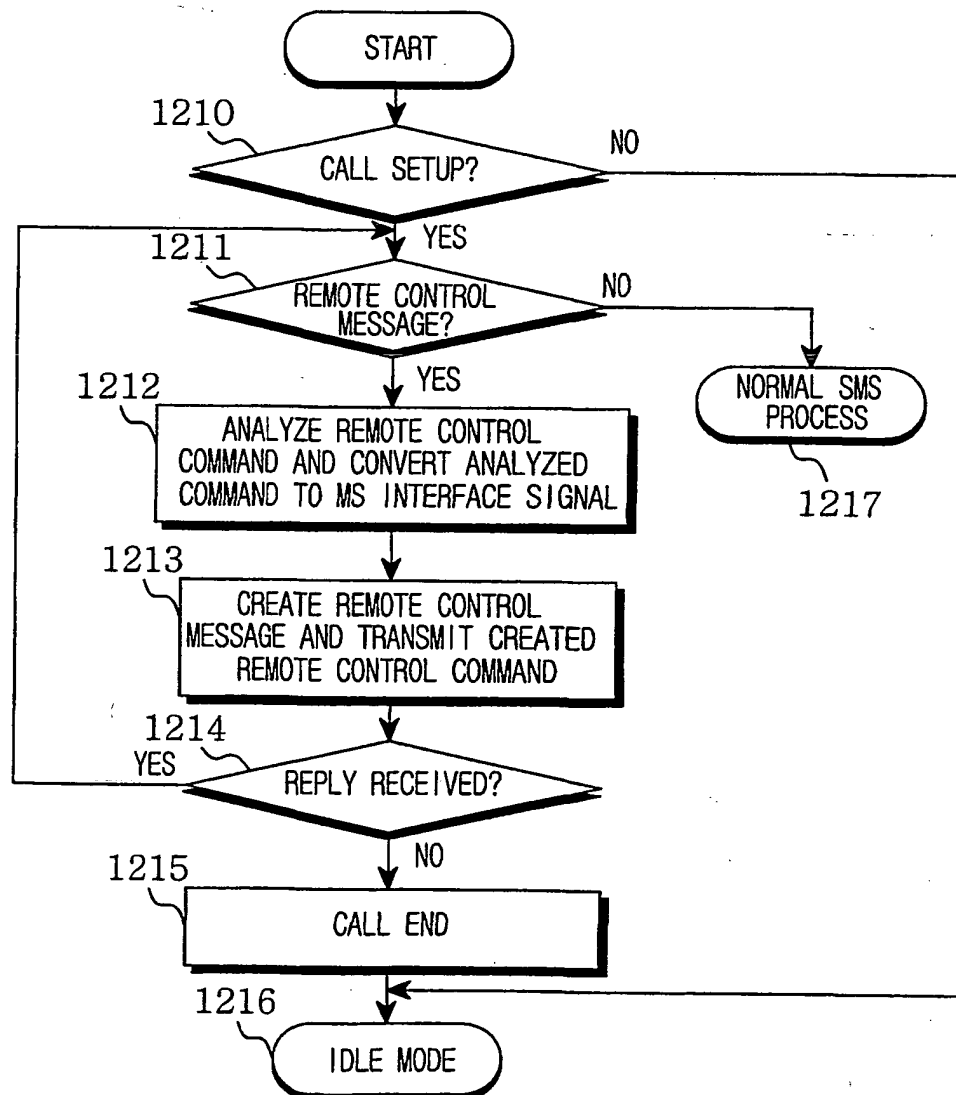 START
1210
CALL SETUP?
NO
YES
1211
REMOTE CONTROL
MESSAGE?
NO
YES
1212
ANALYZE REMOTE CONTROL
COMMAND AND CONVERT ANALYZED
COMMAND TO MS INTERFACE SIGNAL
NORMAL SMS
PROCESS
1217
1213
CREATE REMOTE CONTROL
MESSAGE AND TRANSMIT CREATED
REMOTE CONTROL COMMAND
1214
YES
REPLY RECEIVED?
NO
1215
CALL END
1216
IDLE MODE